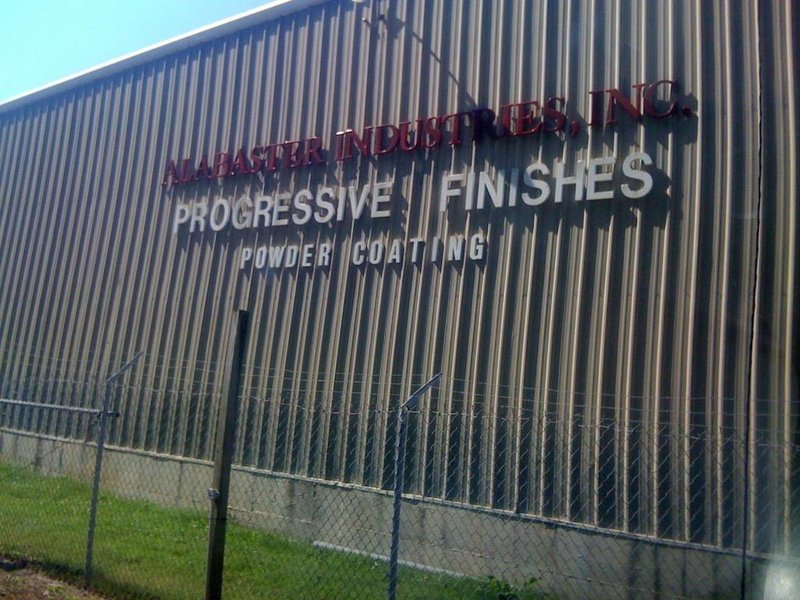 ALABASTER INDUSTRIES, INC.
PROGRESSIVE FINISHES
POWDER COATING